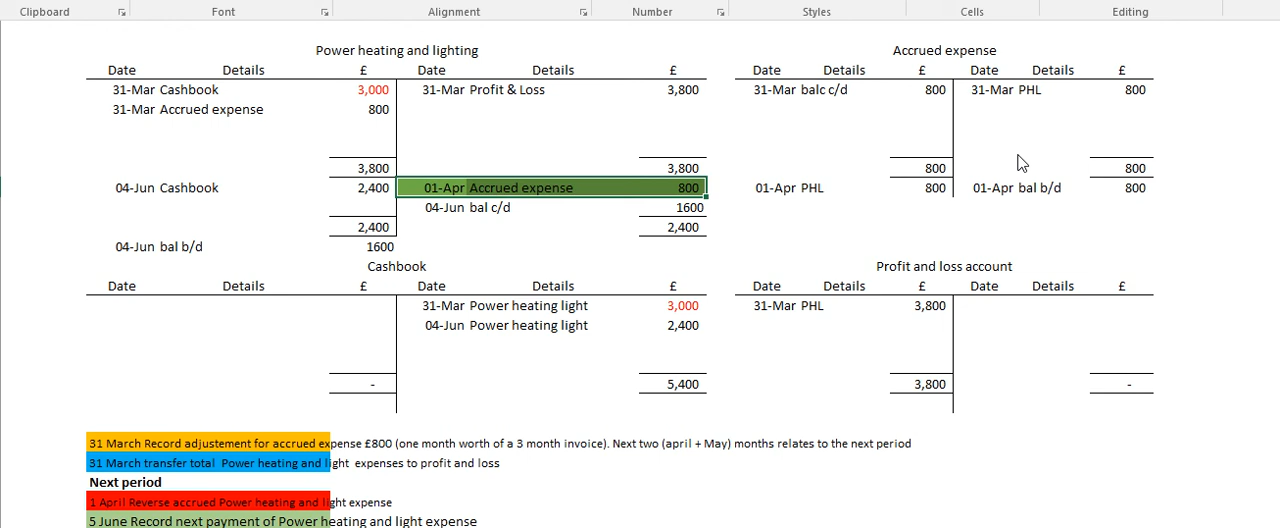 Clipboard Font Alignment Number Styles Cells Editing
Power heating and lighting Accrued expense
Date Details £ Date Details £ Date Details £ Date Details £
31-Mar Cashbook 3,000 31-Mar Profit & Loss 3,800 31-Mar balc c/d 800 31-Mar PHL 800
31-Mar Accrued expense 800
3,800 3,800 800 800
04-Jun Cashbook 2,400 01-Apr Accrued expense 800 01-Apr PHL 800 01-Apr bal b/d 800
04-Jun bal c/d 1600
2,400 2,400
04-Jun bal b/d 1600
Cashbook Profit and loss account
Date Details £ Date Details £ Date Details £ Date Details £
31-Mar Power heating light 3,000 31-Mar PHL 3,800
04-Jun Power heating light 2,400
- 5,400 3,800 -
31 March Record adjustement for accrued expense £800 (one month worth of a 3 month invoice). Next two (april + May) months relates to the next period
31 March transfer total Power heating and light expenses to profit and loss
Next period
1 April Reverse accrued Power heating and light expense
5 June Record next payment of Power heating and light expense